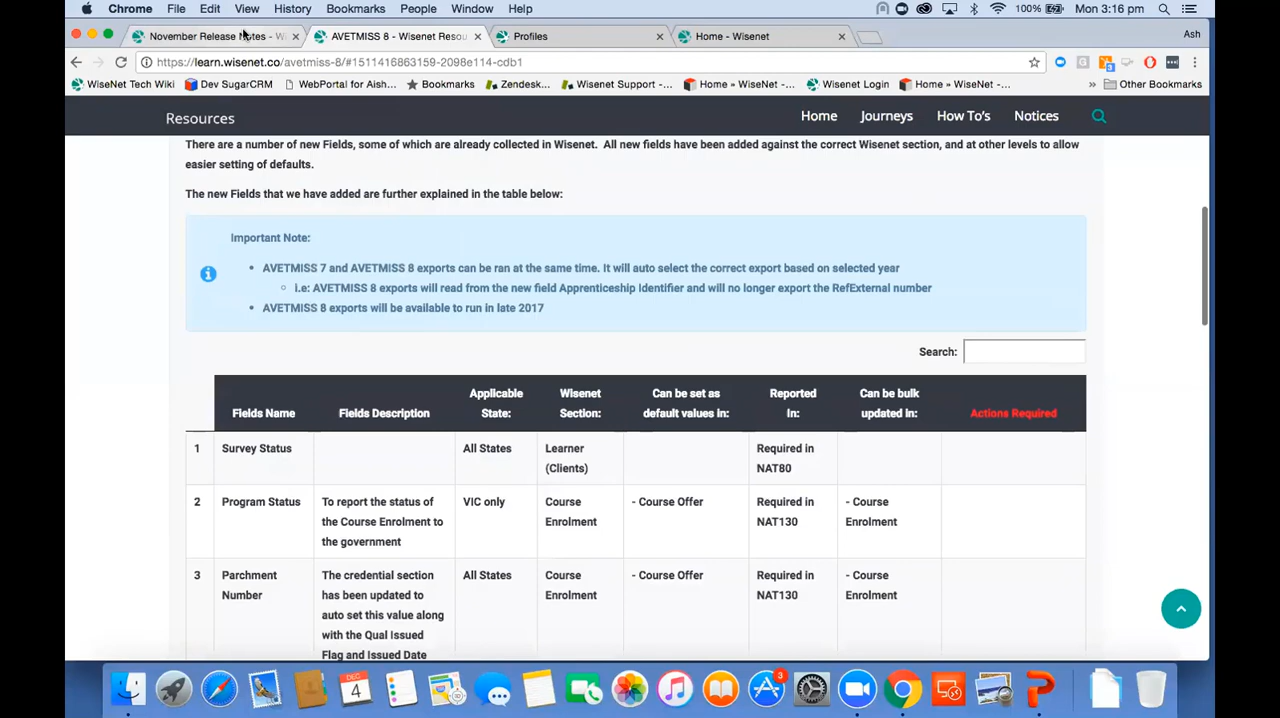 Chrome File Edit View History Bookmarks People Window Help 100% Mon 3:16 pm
November Release Notes - Wi AVETMISS 8 - Wisenet Resou Profiles Home - Wisenet Ash
https://learn.wisenet.co/avetmiss-8/#1511416863159-2098e114-cdb1
WiseNet Tech Wiki Dev SugarCRM WebPortal for Aish... Bookmarks Zendesk... Wisenet Support -... Home » WiseNet -... Wisenet Login Home » WiseNet -... » Other Bookmarks
Resources Home Journeys How To's Notices
There are a number of new Fields, some of which are already collected in Wisenet. All new fields have been added against the correct Wisenet section, and at other levels to allow
easier setting of defaults.
The new Fields that we have added are further explained in the table below:
Important Note:
AVETMISS 7 and AVETMISS 8 exports can be ran at the same time. It will auto select the correct export based on selected year
i.e: AVETMISS 8 exports will read from the new field Apprenticeship Identifier and will no longer export the RefExternal number
AVETMISS 8 exports will be available to run in late 2017
Search:
Fields Name Fields Description Applicable State: Wisenet Section: Can be set as default values in: Reported In: Can be bulk updated in: Actions Required
1 Survey Status All States Learner (Clients) Required in NAT80
2 Program Status To report the status of the Course Enrolment to the government VIC only Course Enrolment - Course Offer Required in NAT130 - Course Enrolment
3 Parchment Number The credential section has been updated to auto set this value along with the Qual Issued Flag and Issued Date All States Course Enrolment - Course Offer Required in NAT130 - Course Enrolment
DEC
4
3